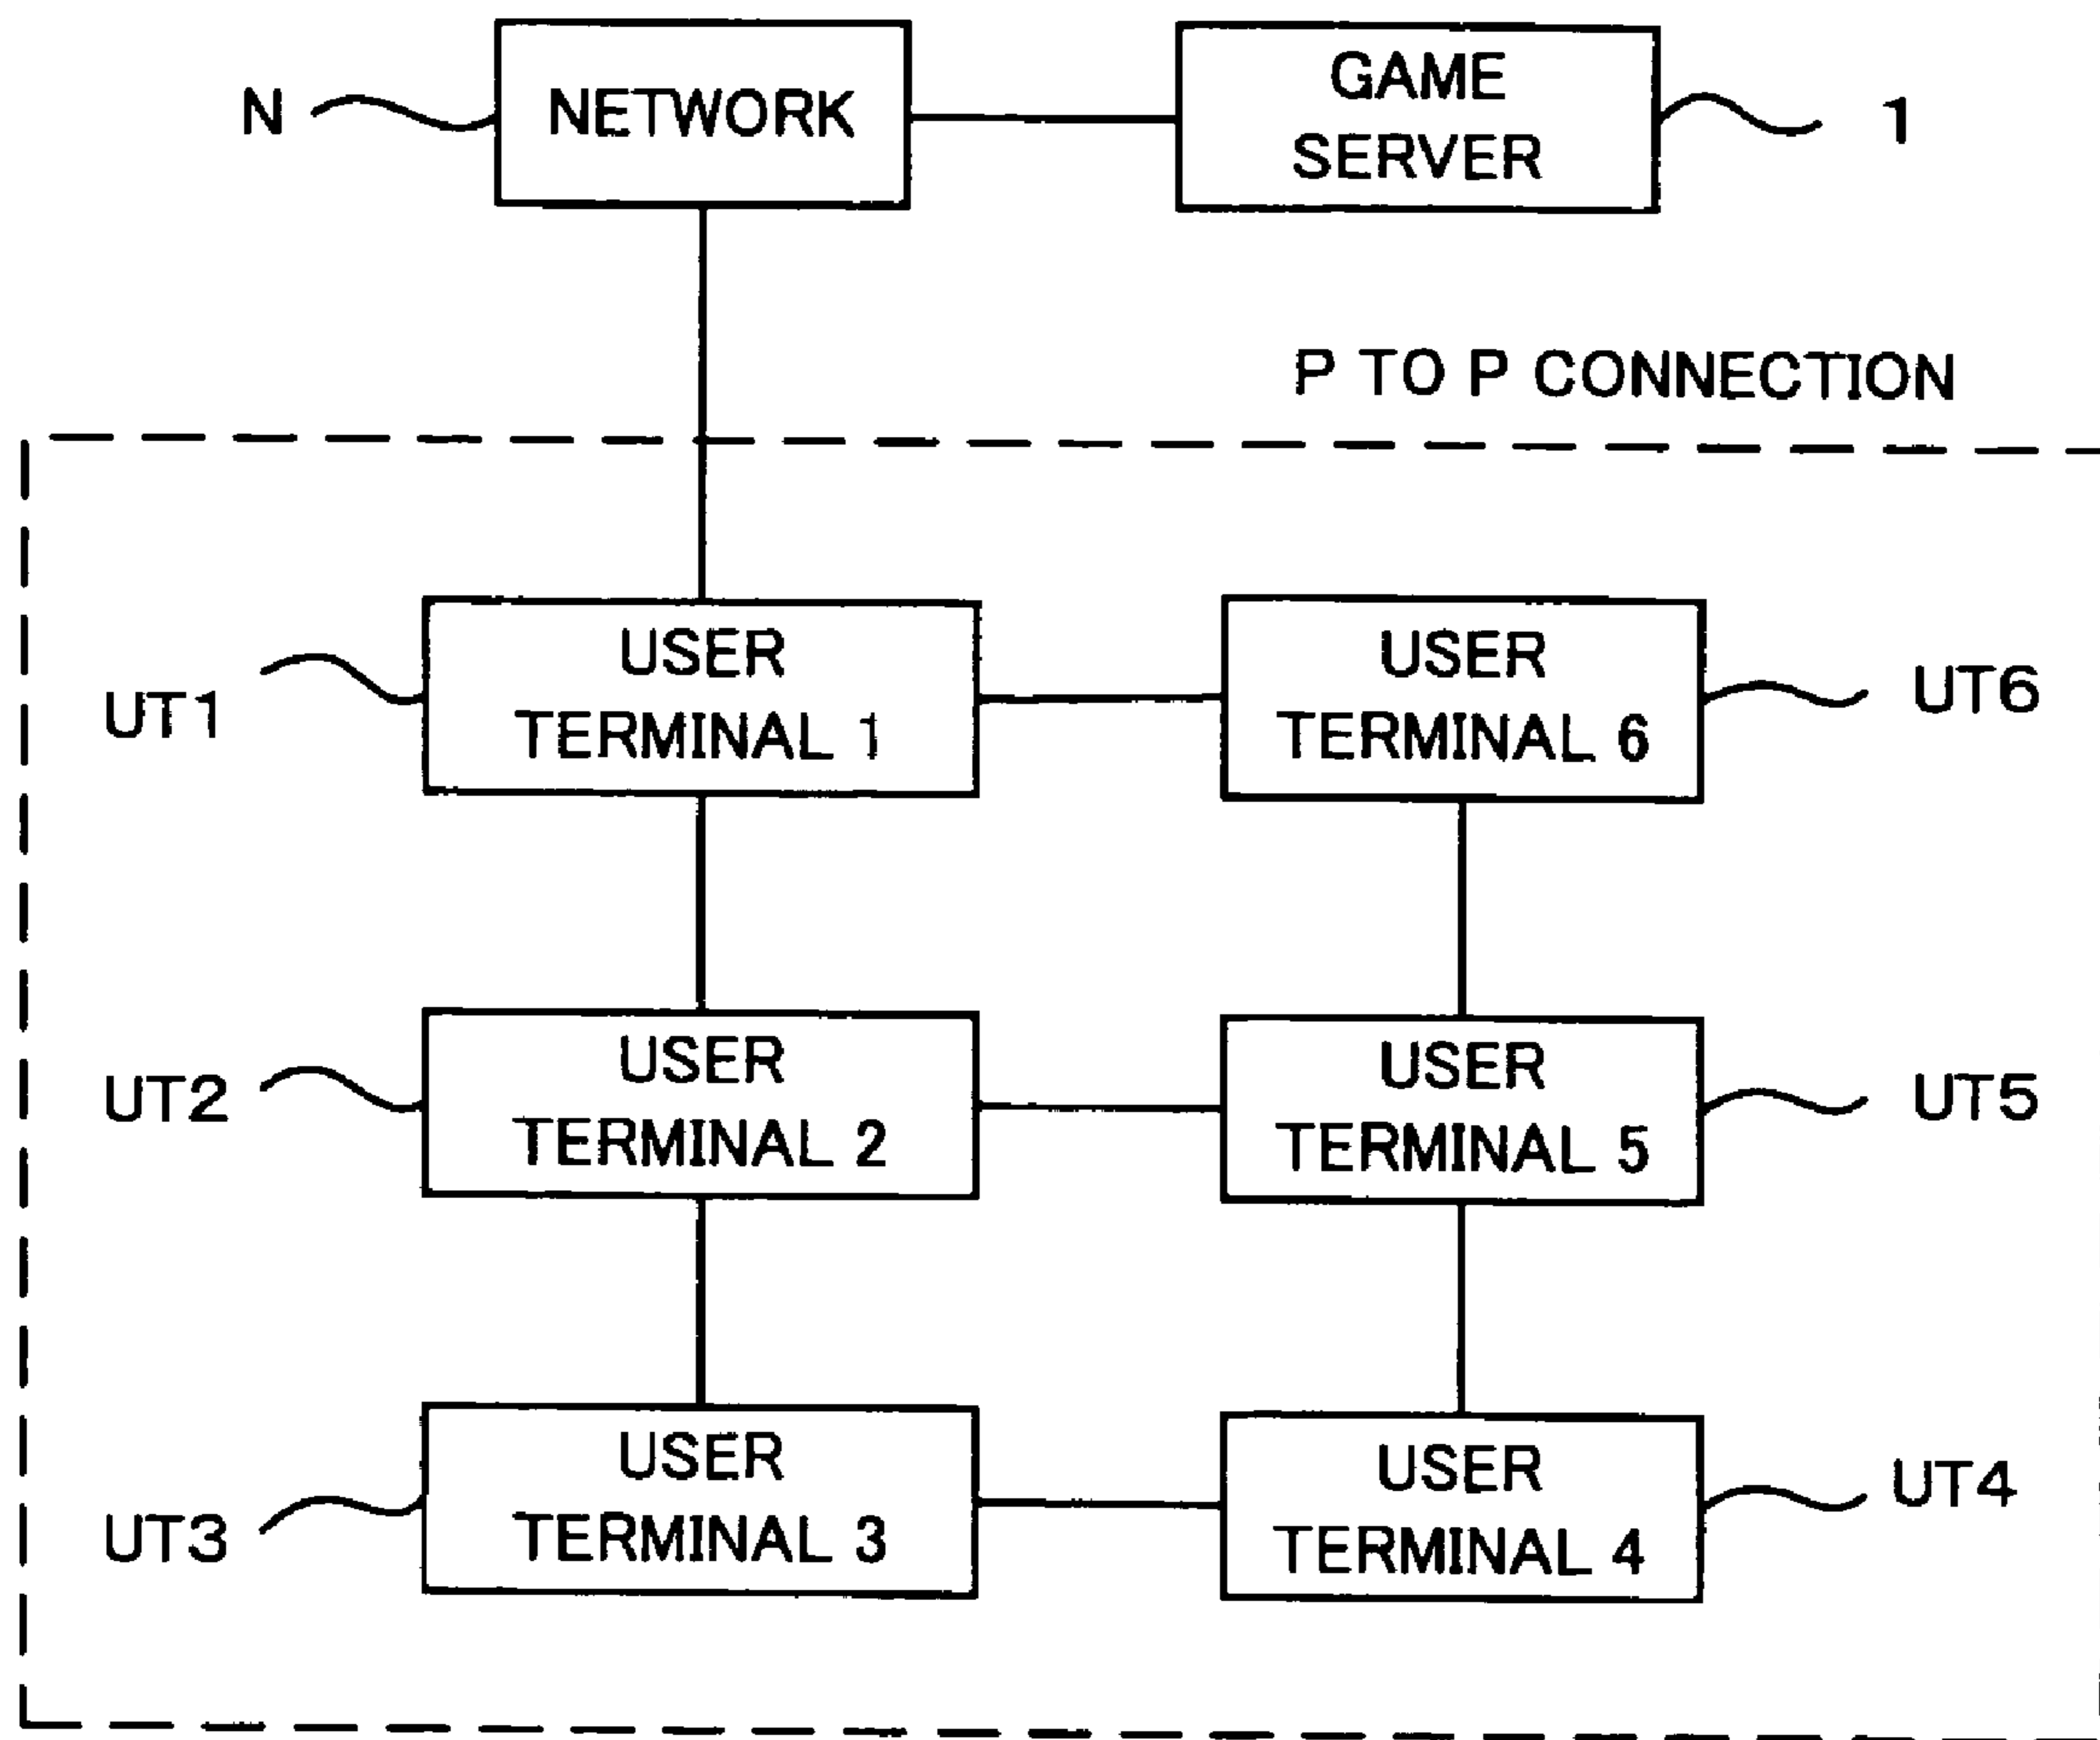 N
NETWORK
GAME
SERVER
1
P TO P CONNECTION
UT1
USER
TERMINAL 1
USER
TERMINAL 6
UT6
UT2
USER
TERMINAL 2
USER
TERMINAL 5
UT5
UT3
USER
TERMINAL 3
USER
TERMINAL 4
UT4